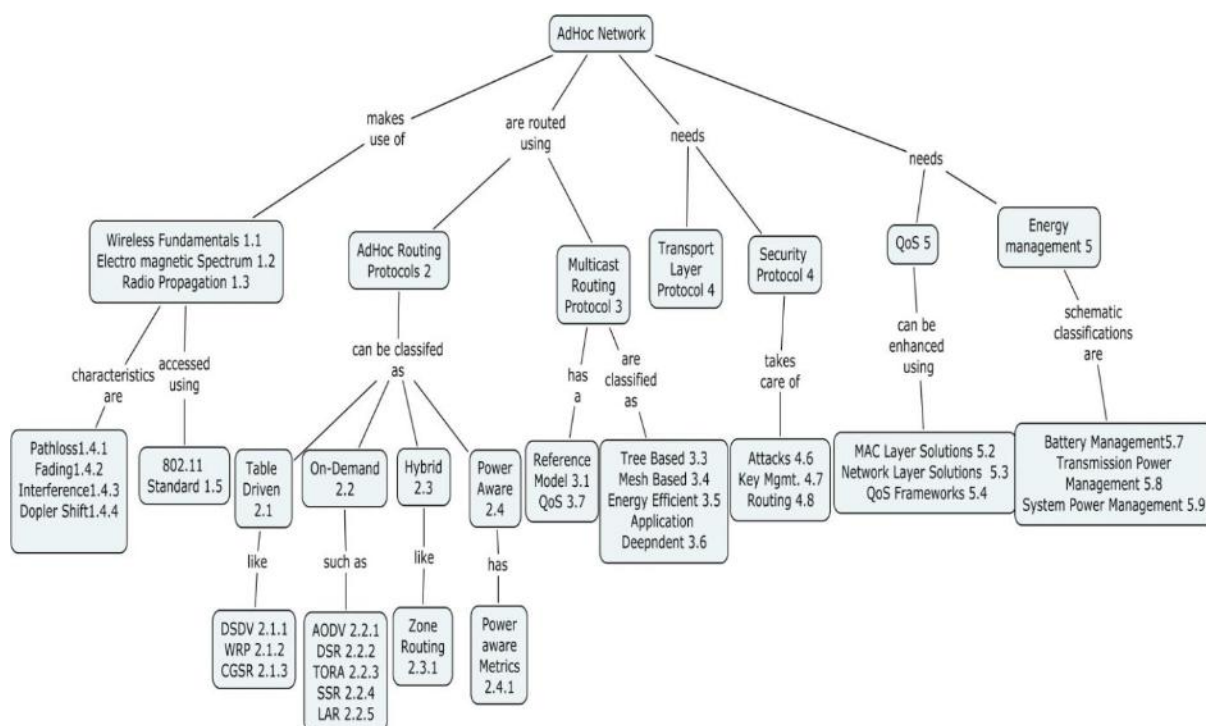 AdHoc Network
makes
use of
are routed
using
needs
needs
Wireless Fundamentals 1.1
Electro magnetic Spectrum 1.2
Radio Propagation 1.3
AdHoc Routing
Protocols 2
Multicast
Routing
Protocol 3
Transport
Layer
Protocol 4
Security
Protocol 4
QoS 5
Energy
management 5
characteristics
are
accessed
using
can be classifed
as
has
a
are
classified
as
takes
care of
can be
enhanced
using
schematic
classifications
are
Pathloss1.4.1
Fading1.4.2
Interference1.4.3
Dopler Shift1.4.4
802.11
Standard 1.5
Table
Driven
2.1
On-Demand
2.2
Hybrid
2.3
Power
Aware
2.4
Reference
Model 3.1
QoS 3.7
Tree Based 3.3
Mesh Based 3.4
Energy Efficient 3.5
Application
Deepndent 3.6
Attacks 4.6
Key Mgmt. 4.7
Routing 4.8
MAC Layer Solutions 5.2
Network Layer Solutions 5.3
QoS Frameworks 5.4
Battery Management5.7
Transmission Power
Management 5.8
System Power Management 5.9
like
such as
like
has
DSDV 2.1.1
WRP 2.1.2
CGSR 2.1.3
AODV 2.2.1
DSR 2.2.2
TORA 2.2.3
SSR 2.2.4
LAR 2.2.5
Zone
Routing
2.3.1
Power
aware
Metrics
2.4.1